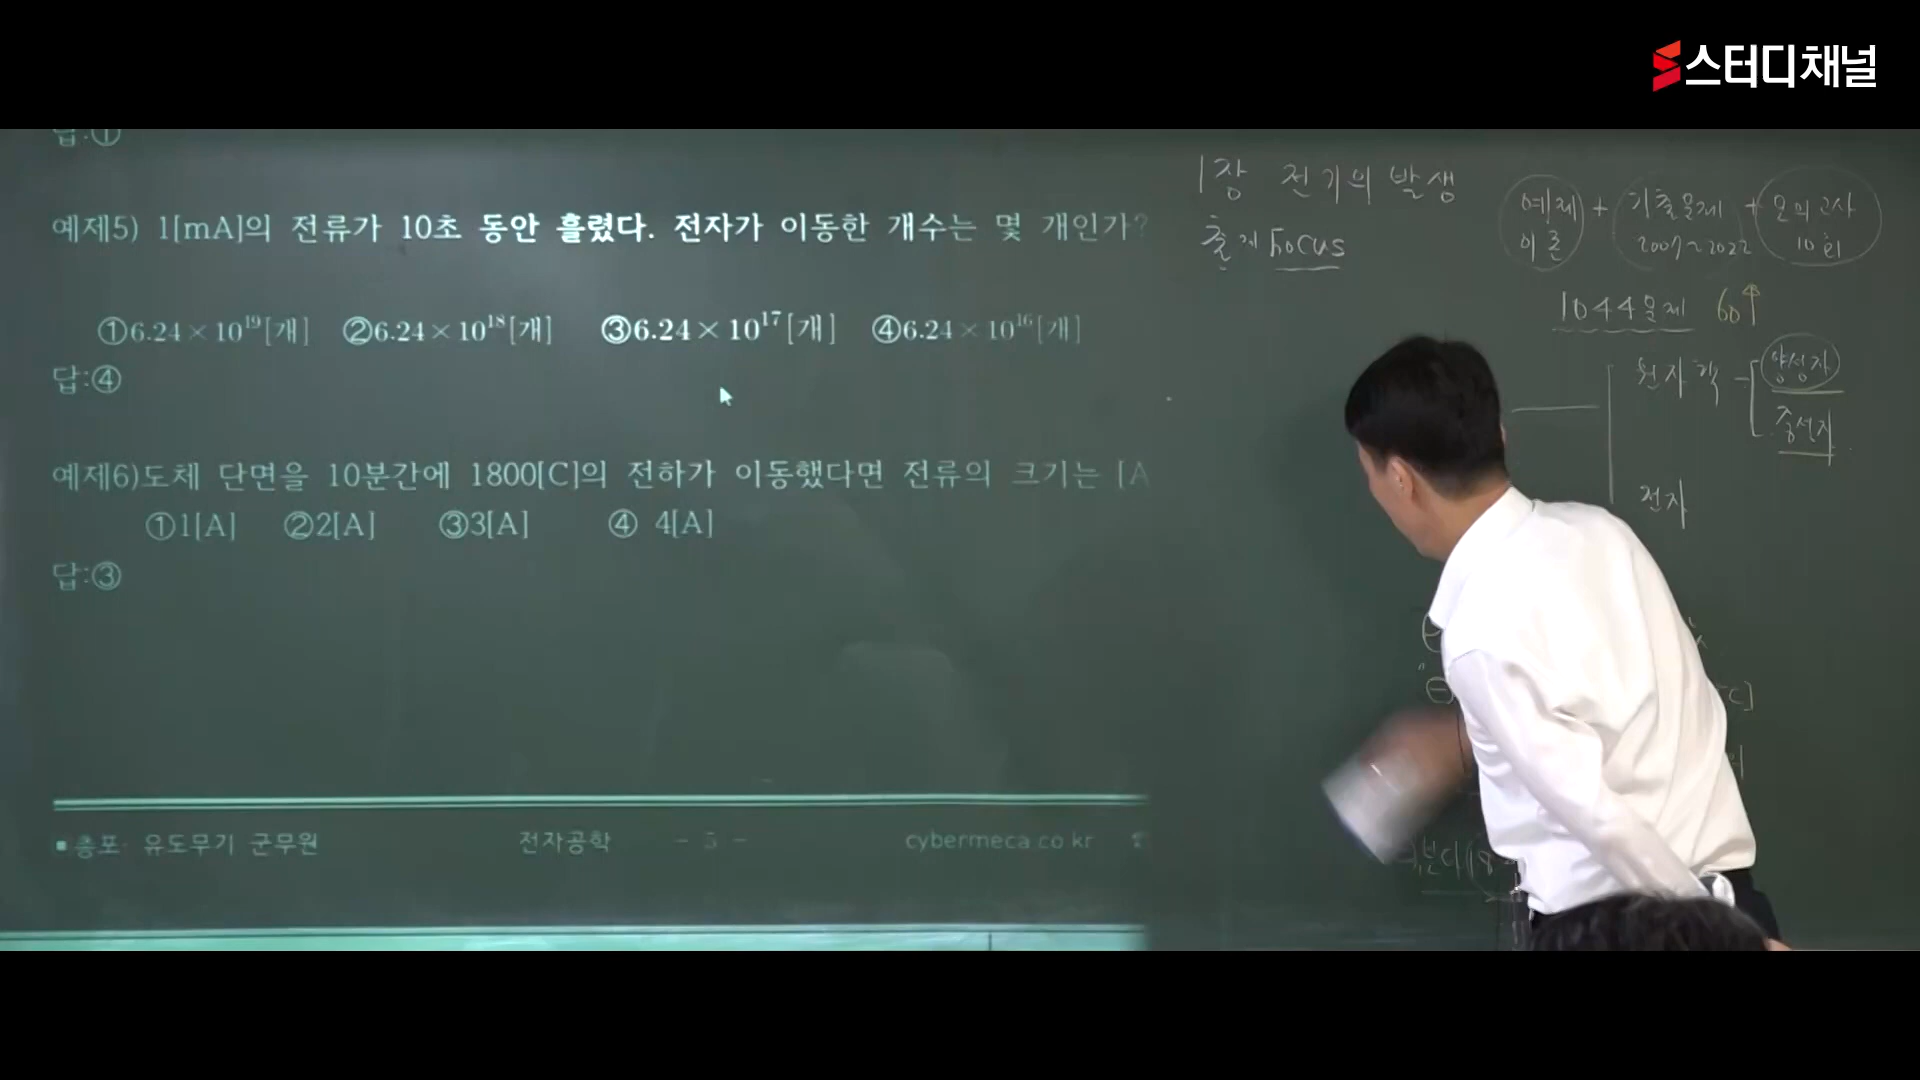 스터디채널
답:①
예제5) 1[mA]의 전류가 10초 동안 흘렸다. 전자가 이동한 개수는 몇 개인가?
①6.24×10¹⁹[개] ②6.24×10¹⁸[개] ③6.24×10¹⁷[개] ④6.24×10¹⁶[개]
답:④
예제6)도체 단면을 10분간에 1800[C]의 전하가 이동했다면 전류의 크기는 [A
①1[A] ②2[A] ③3[A] ④ 4[A]
답:③
▪총포· 유도무기 군무원 전자공학 - 5 - cybermeca.co.kr
1장 전기의 발생
출제 Focus
예제 + 기출문제 + 모의고사
이론 2007~2022 10회
1044문제 60↑
원자핵 양성자
중성자
전자
C]